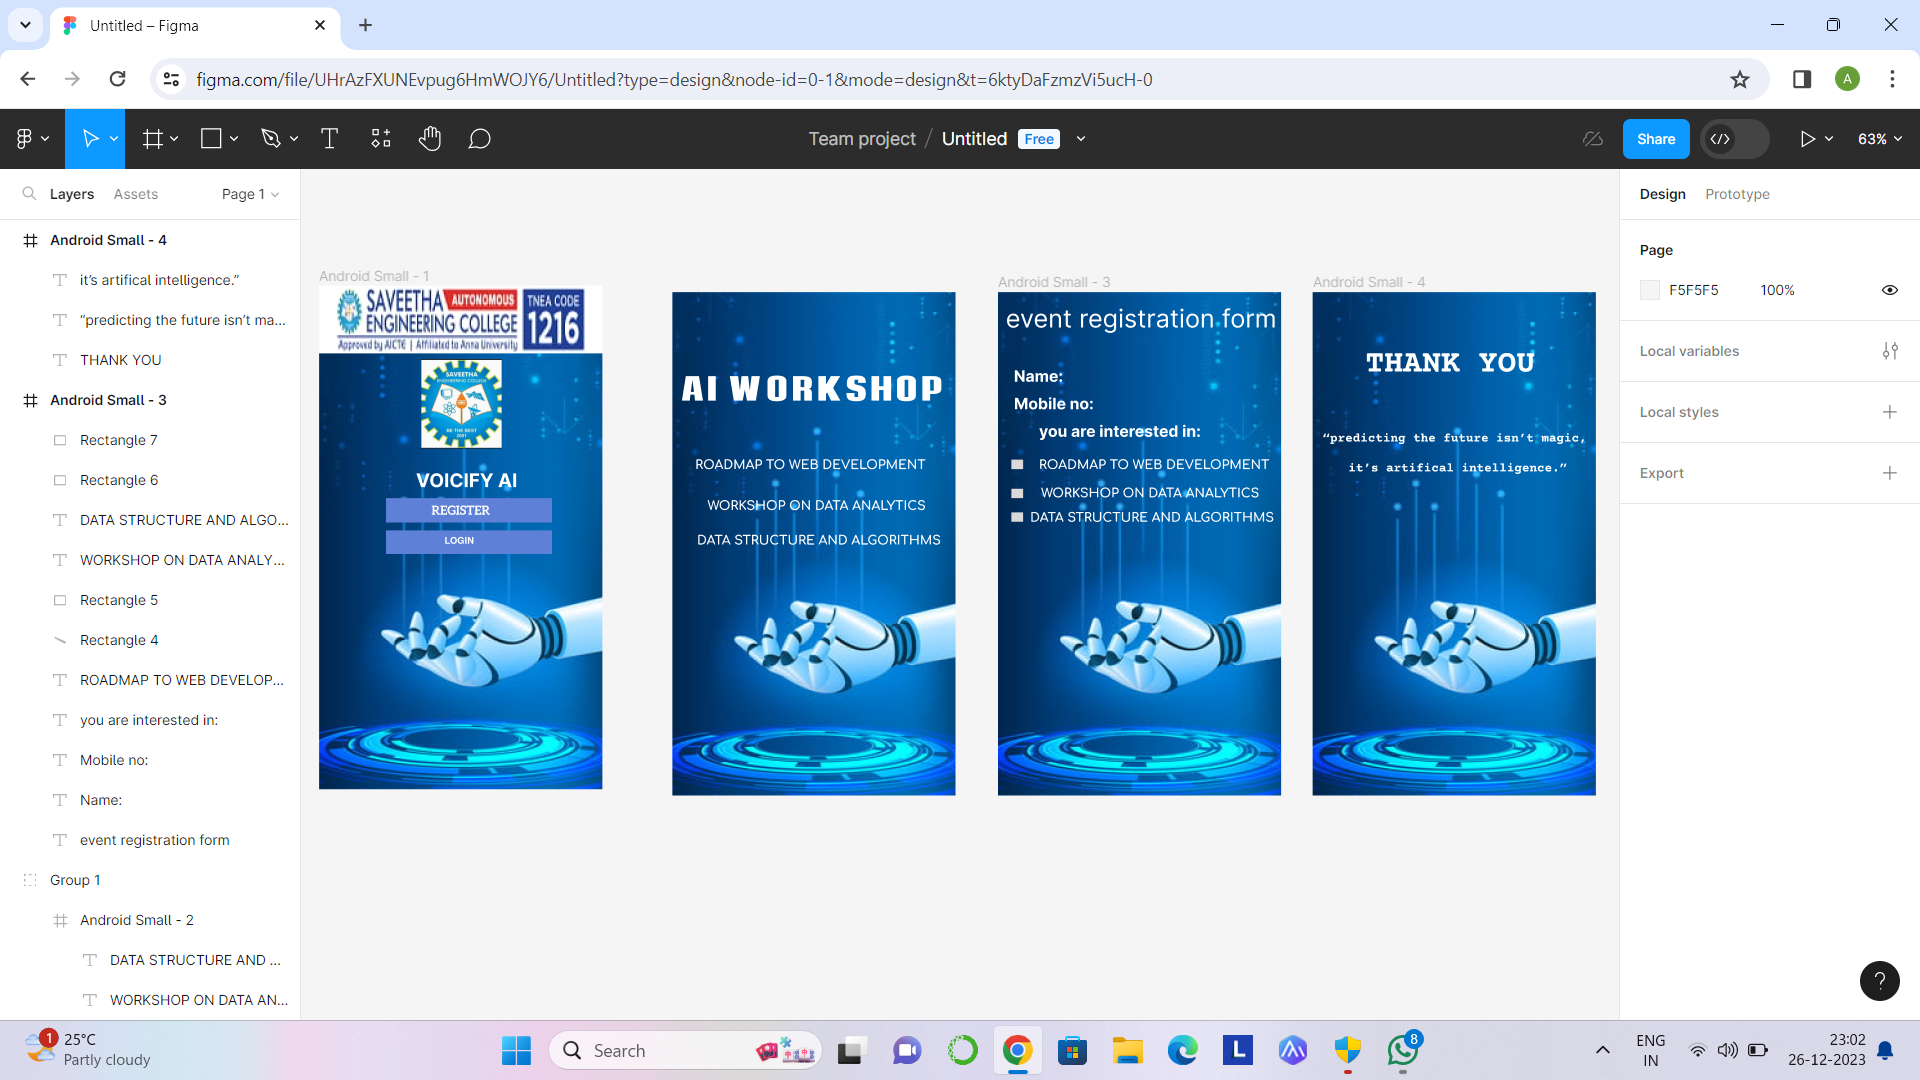 Untitled – Figma
figma.com/file/UHrAzFXUNEvpug6HmWOJY6/Untitled?type=design&node-id=0-1&mode=design&t=6ktyDaFzmzVi5ucH-0
A
Team project / Untitled Free
Share
63%
Layers Assets Page 1
Android Small - 4
it’s artifical intelligence.”
“predicting the future isn’t ma...
THANK YOU
Android Small - 3
Rectangle 7
Rectangle 6
DATA STRUCTURE AND ALGO...
WORKSHOP ON DATA ANALY...
Rectangle 5
Rectangle 4
ROADMAP TO WEB DEVELOP...
you are interested in:
Mobile no:
Name:
event registration form
Group 1
Android Small - 2
DATA STRUCTURE AND ...
WORKSHOP ON DATA AN...
Android Small - 1
SAVEETHA AUTONOMOUS
ENGINEERING COLLEGE
Approved by AICTE | Affiliated to Anna University
TNEA CODE
1216
SAVEETHA
ENGINEERING COLLEGE
BE THE BEST
2001
VOICIFY AI
REGISTER
LOGIN
AI WORKSHOP
ROADMAP TO WEB DEVELOPMENT
WORKSHOP ON DATA ANALYTICS
DATA STRUCTURE AND ALGORITHMS
Android Small - 3
event registration form
Name:
Mobile no:
you are interested in:
ROADMAP TO WEB DEVELOPMENT
WORKSHOP ON DATA ANALYTICS
DATA STRUCTURE AND ALGORITHMS
Android Small - 4
THANK YOU
“predicting the future isn’t magic,
it’s artifical intelligence.”
Design Prototype
Page
F5F5F5 100%
Local variables
Local styles
Export
?
1
25°C
Partly cloudy
Search
L
8
ENG
IN
23:02
26-12-2023